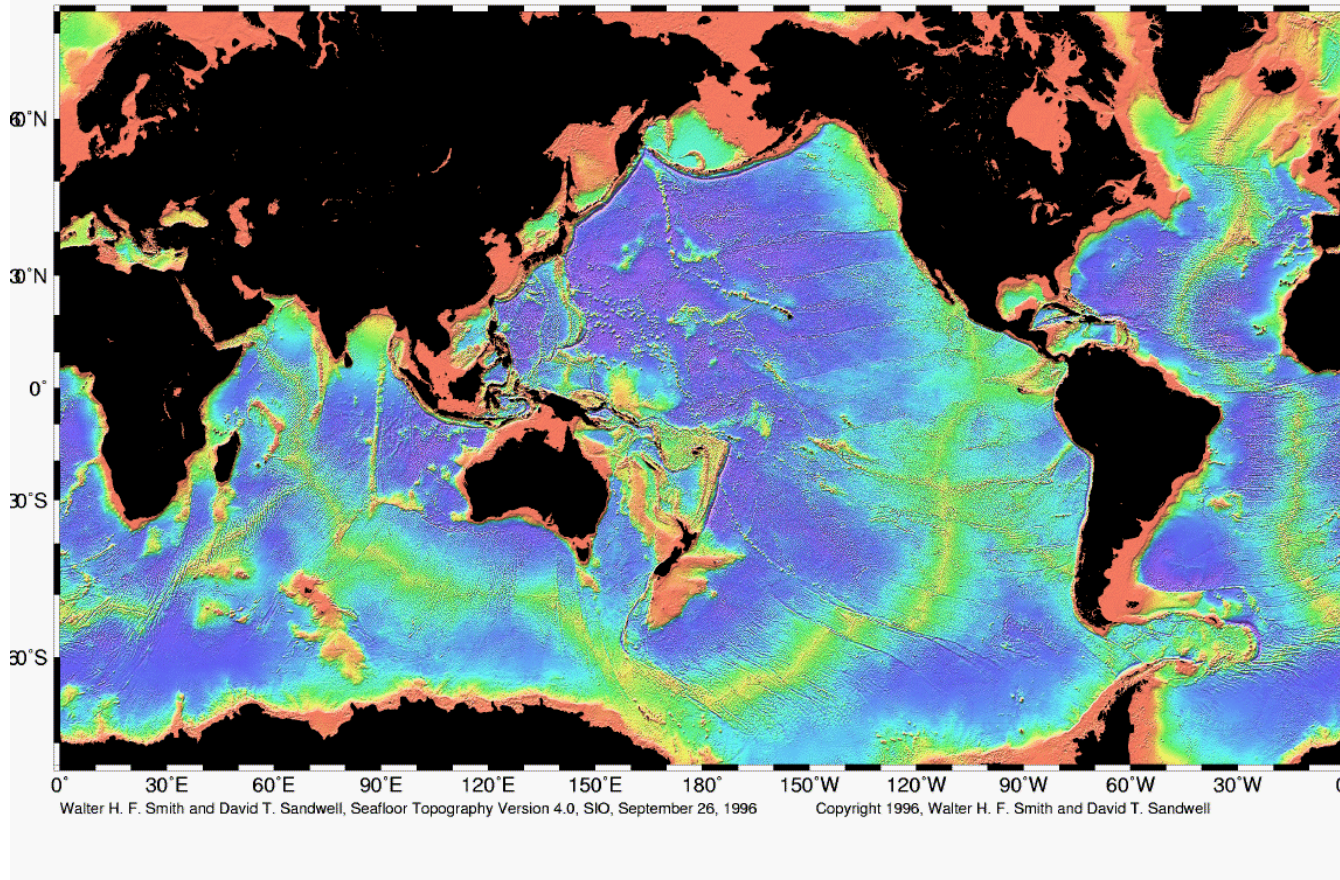 60˚N
30˚N
0˚
30˚S
60˚S
0˚ 30˚E 60˚E 90˚E 120˚E 150˚E 180˚ 150˚W 120˚W 90˚W 60˚W 30˚W 0
Walter H. F. Smith and David T. Sandwell, Seafloor Topography Version 4.0, SIO, September 26, 1996 Copyright 1996, Walter H. F. Smith and David T. Sandwell